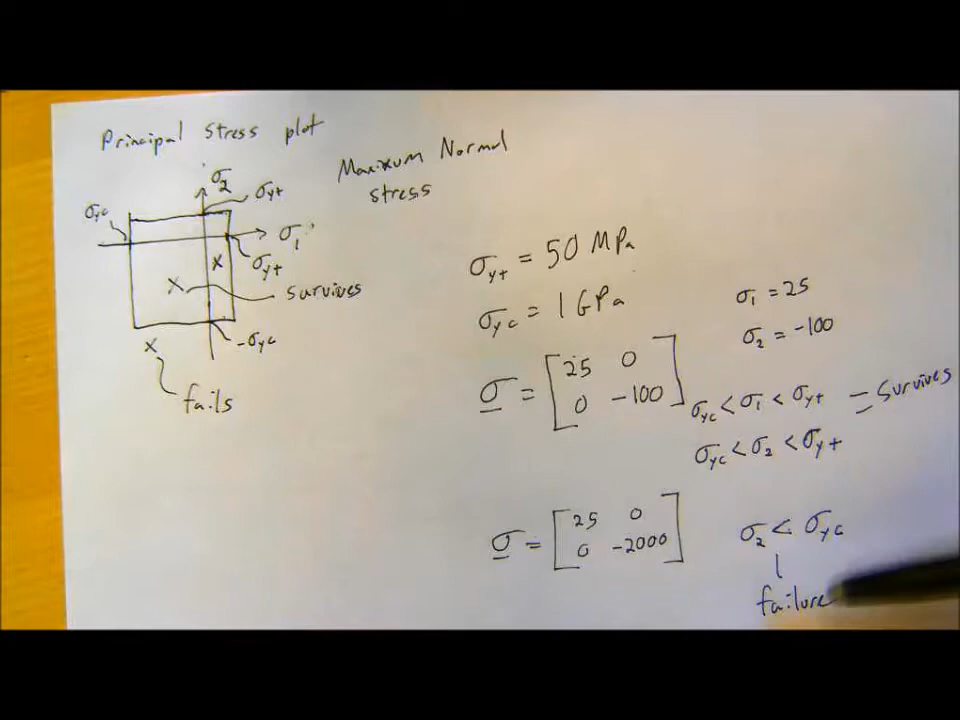 Principal Stress plot
Maximum Normal
stress
σ2
σyt
σyc
σ1
σyt
survives
-σyc
fails
σyt = 50 MPa
σyc = 1 GPa
σ1 = 25
σ2 = -100
σ = [25 0
0 -100]
σyc < σ1 < σyt = Survives
σyc < σ2 < σyt
σ = [25 0
0 -2000]
σ2 < σyc
failure